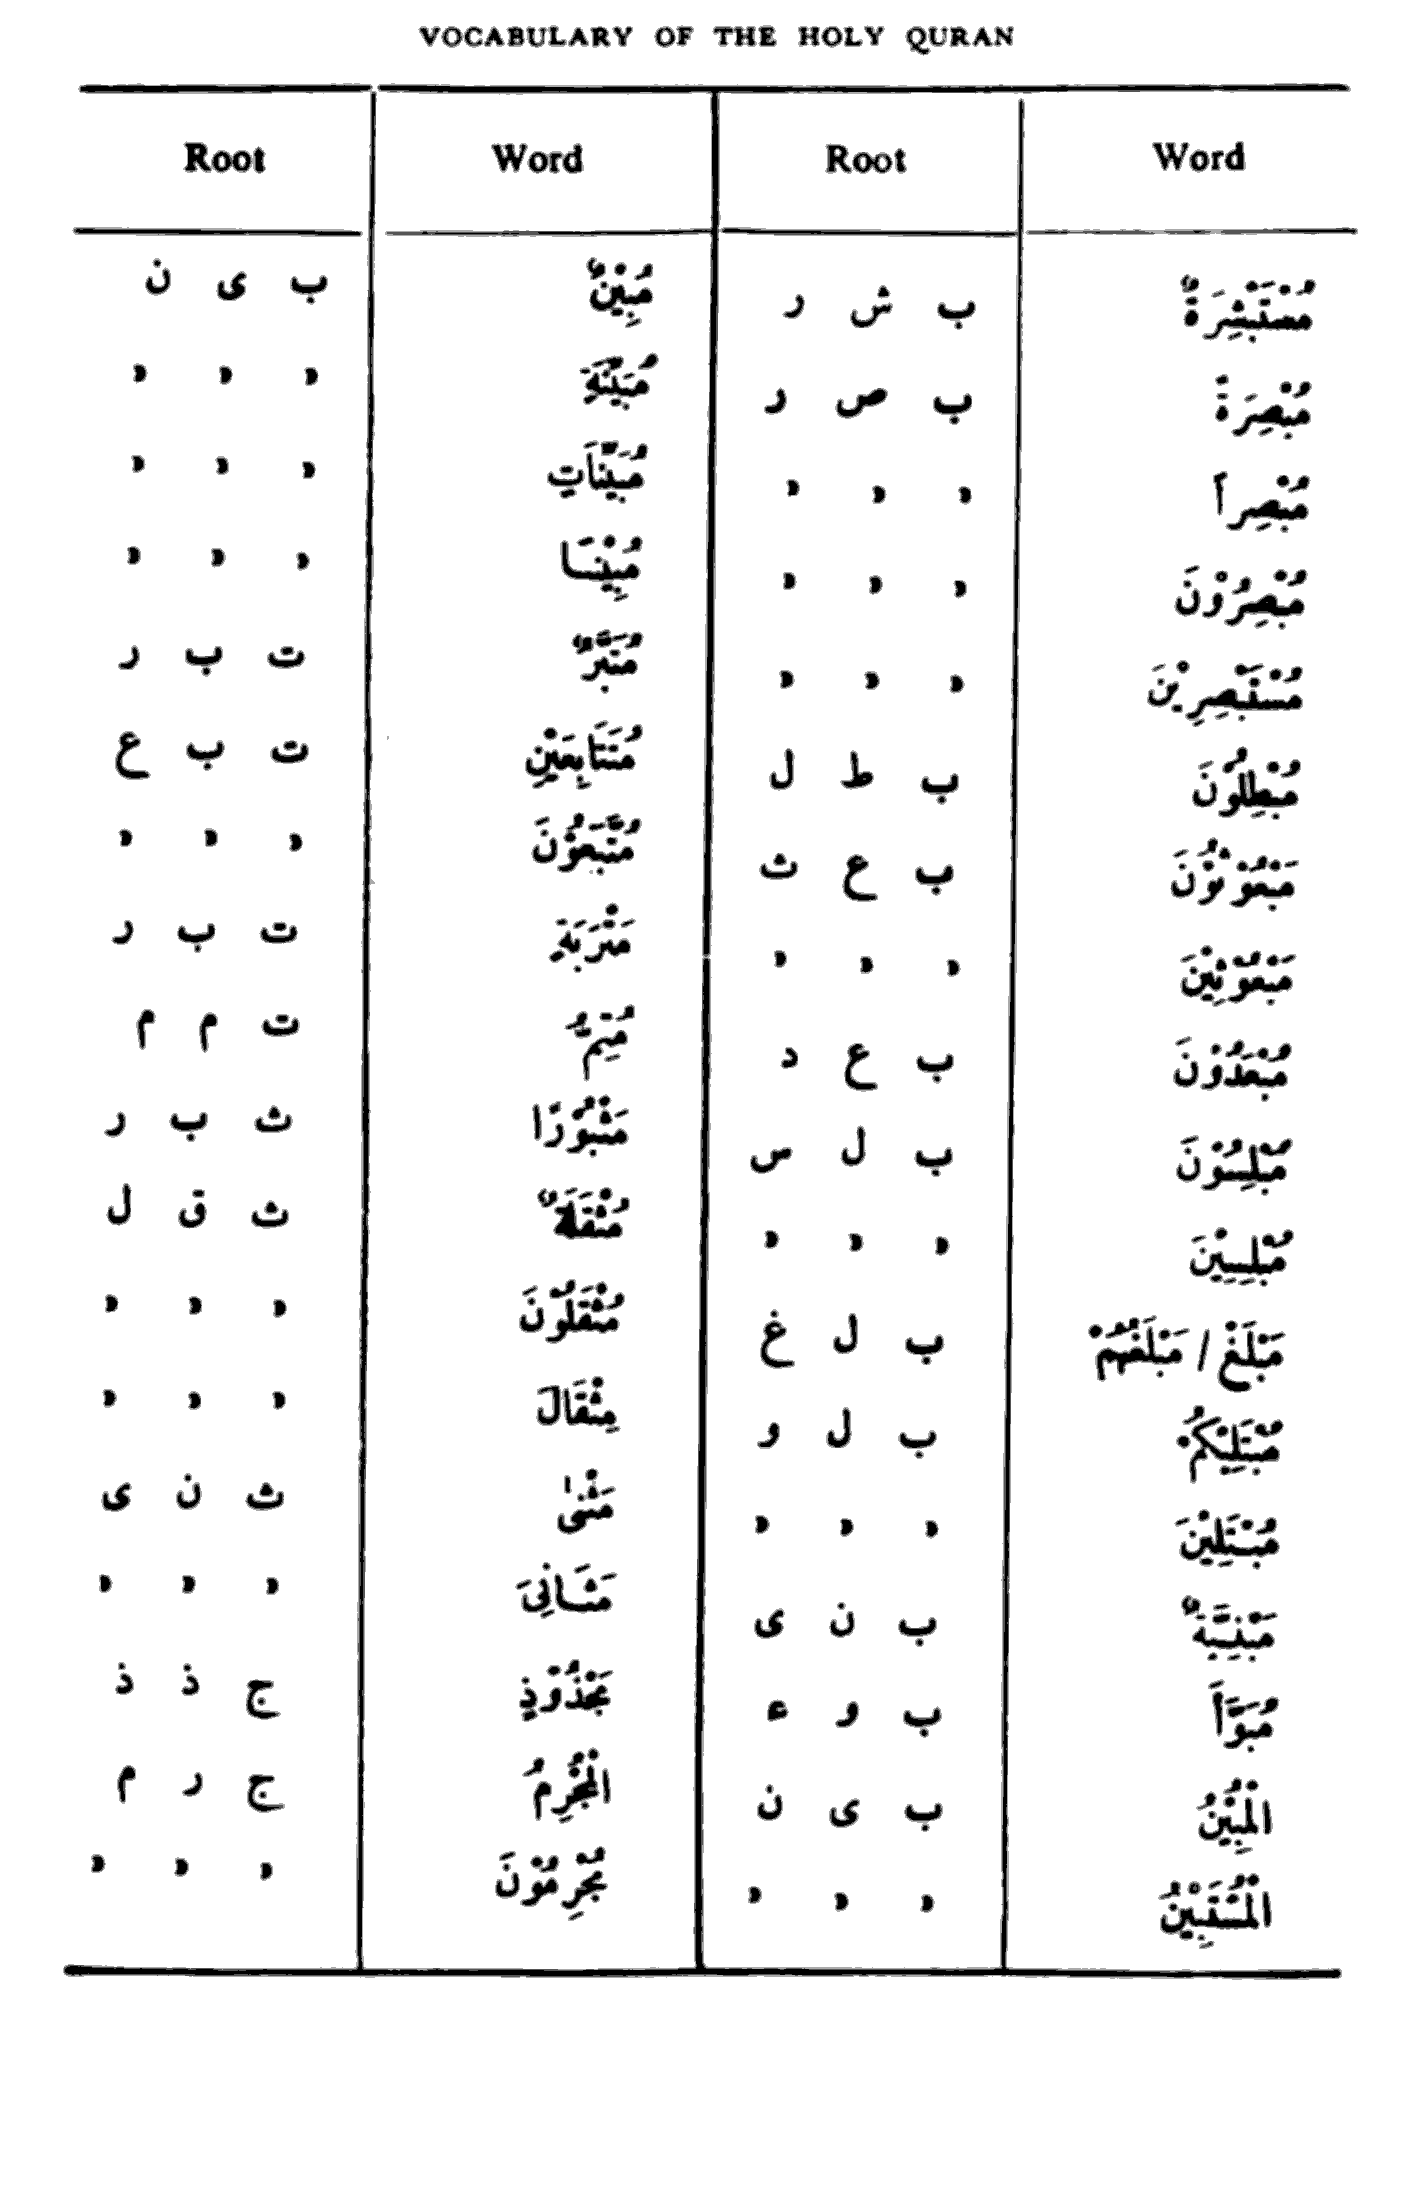 VOCABULARY OF THE HOLY QURAN
Root Word Root Word
مُسْتَبْشِرَةٌ ب ش ر
مُبْصِرَةً ب ص ر
مُبْصِراً " " "
مُبْصِرُوْنَ " " "
مُسْتَبْصِرِيْنَ " " "
مُبْطِلُوْنَ ب ط ل
مَبْعُوْثُوْنَ ب ع ث
مَبْعُوْثِيْنَ " " "
مُبْعَدُوْنَ ب ع د
مُبْلِسُوْنَ ب ل س
مُبْلِسِيْنَ " " "
مَبْلَغْ / مَبْلَغُهُمْ ب ل غ
مُبْتَلِيْكُمْ ب ل و
مُبْتَلِيْنَ " " "
مَبْنِيَّةٌ ب ن ى
مُبَوَّأَ ب و ء
الْمُبِيْنُ ب ى ن
الْمُسْتَبِيْنُ " " "
مُبِيْنٌ ب ى ن
مُبَيِّنَةٍ " " "
مُبَيِّنَاتٍ " " "
مُبِيْنًا " " "
مُتَبَّرٌ ت ب ر
مُتَتَابِعَيْنِ ت ب ع
مُتَّبَعُوْنَ " " "
مَتْرَبَةٍ ت ب ر
مُتِمُّ ت م م
مَثْبُوْرًا ث ب ر
مُثْقَلَةٌ ث ق ل
مُثْقَلُوْنَ " " "
مِثْقَالَ " " "
مَثْنٰى ث ن ى
مَثَانِىَ " " "
مَجْذُوْذٍ ج ذ ذ
الْمُجْرِمُ ج ر م
مُجْرِمُوْنَ " " "